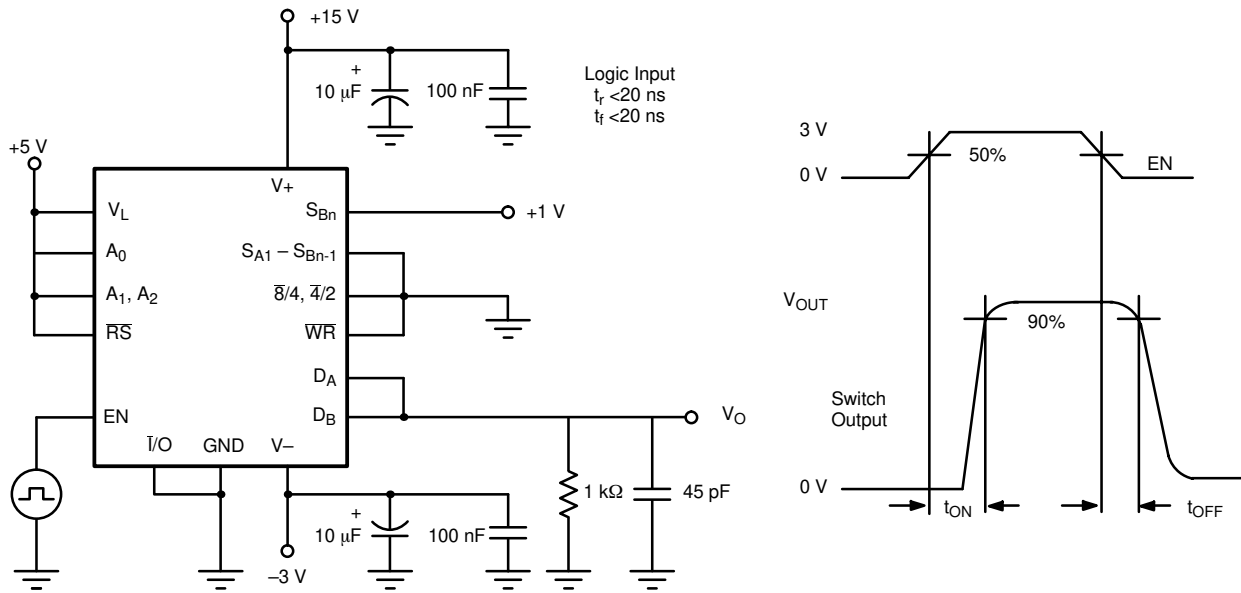 +15 V
+
10 μF
100 nF
Logic Input
tr <20 ns
tf <20 ns
+5 V
V+
VL
SBn
+1 V
A0
SA1 – SBn-1
A1, A2
8̅/4, 4̅/2
R̅S̅
W̅R̅
DA
EN
DB
VO
I̅/O
GND
V–
+
10 μF
100 nF
1 kΩ
45 pF
–3 V
3 V
50%
0 V
EN
VOUT
90%
Switch
Output
0 V
tON
tOFF